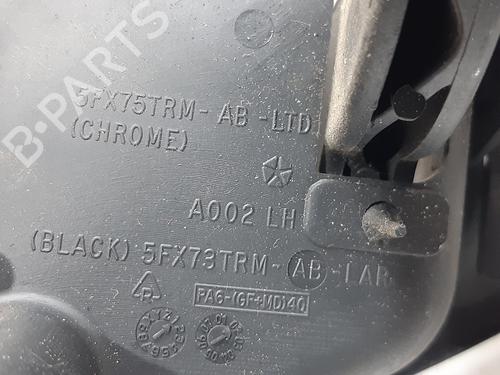 B-PARTS
5FX75TRM-AB-LTD
(CHROME)
A002 LH
(BLACK) 5FX73TRM-AB-LAR
R
PA6-(GF+MD)40